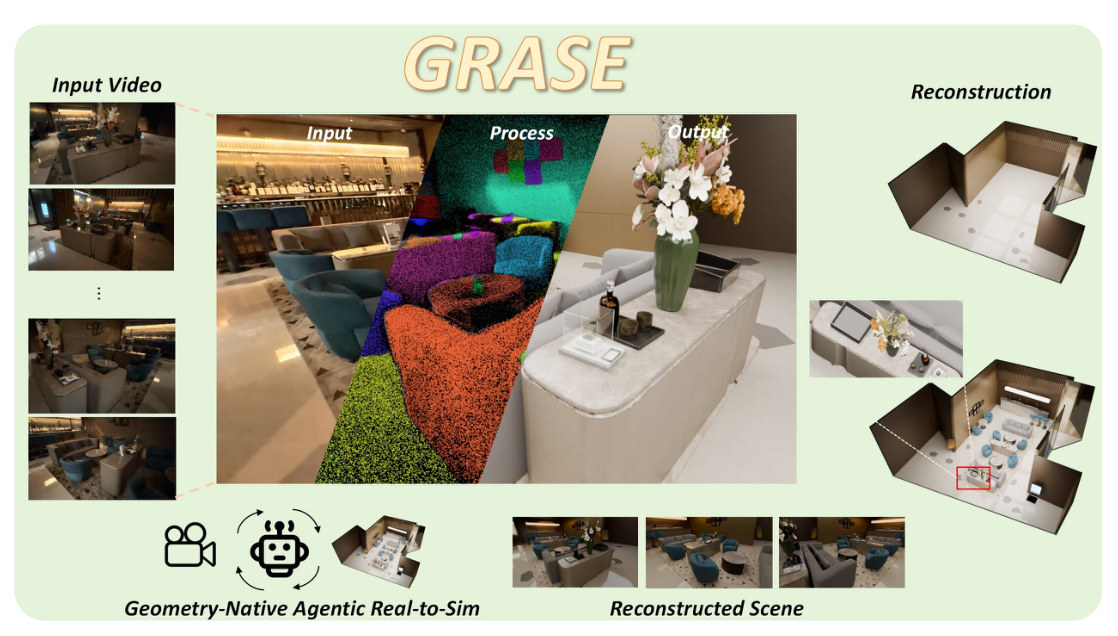 GRASE
Input Video
Reconstruction
Input
Process
Output
⋮
Geometry-Native Agentic Real-to-Sim
Reconstructed Scene